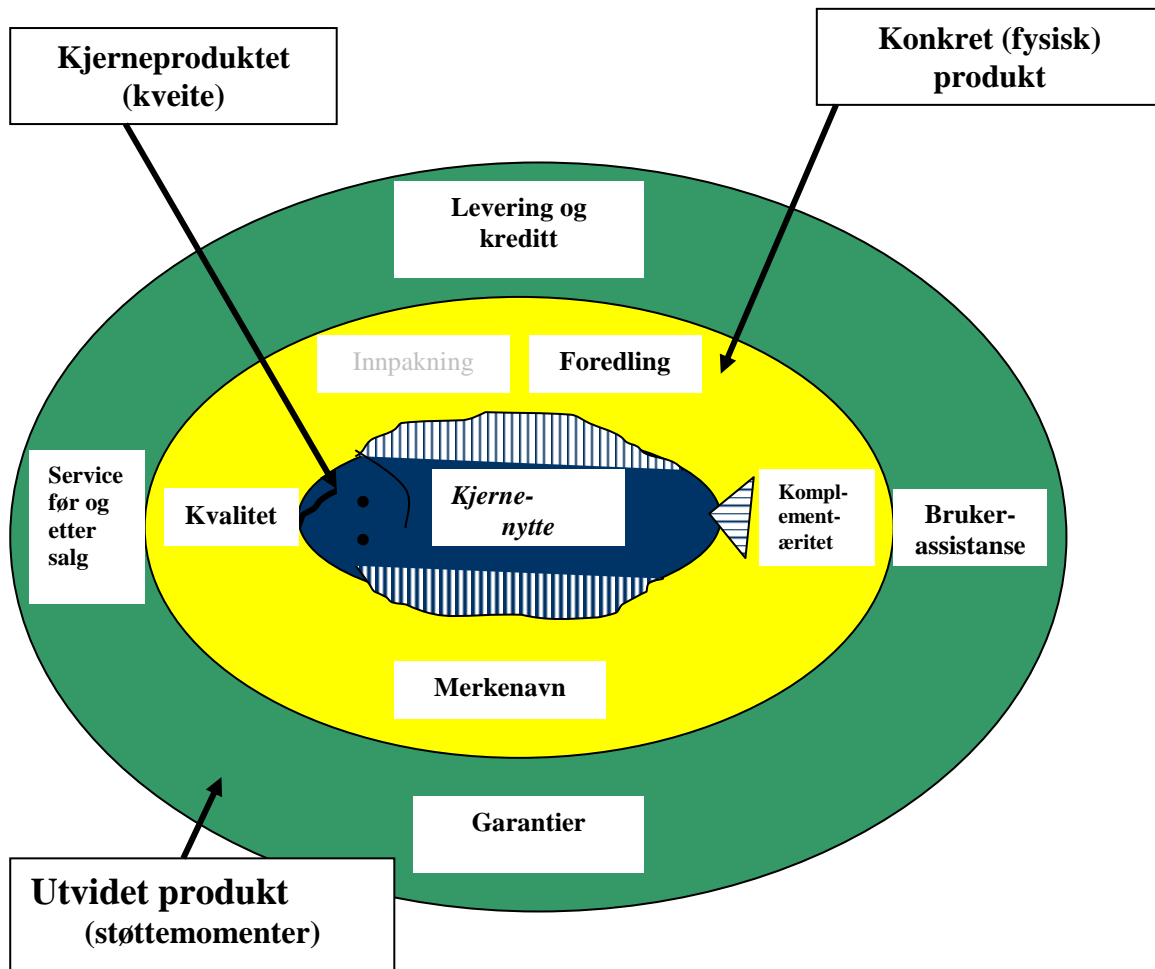 Kjerneproduktet
(kveite)
Konkret (fysisk)
produkt
Levering og
kreditt
Innpakning
Foredling
Service
før og
etter
salg
Kvalitet
Kjerne-
nytte
Kompl-
ement-
æritet
Bruker-
assistanse
Merkenavn
Garantier
Utvidet produkt
(støttemomenter)